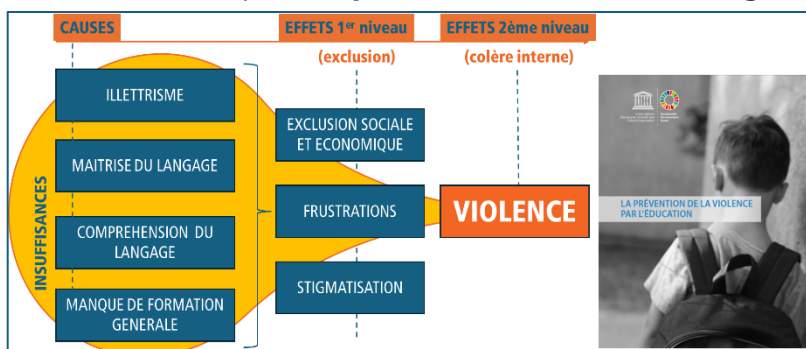 CAUSES
EFFETS 1er niveau
(exclusion)
EFFETS 2ème niveau
(colère interne)
INSUFFISANCES
ILLETTRISME
MAITRISE DU LANGAGE
COMPREHENSION DU
LANGAGE
MANQUE DE FORMATION
GENERALE
EXCLUSION SOCIALE
ET ECONOMIQUE
FRUSTRATIONS
STIGMATISATION
VIOLENCE
LA PRÉVENTION DE LA VIOLENCE
PAR L'ÉDUCATION